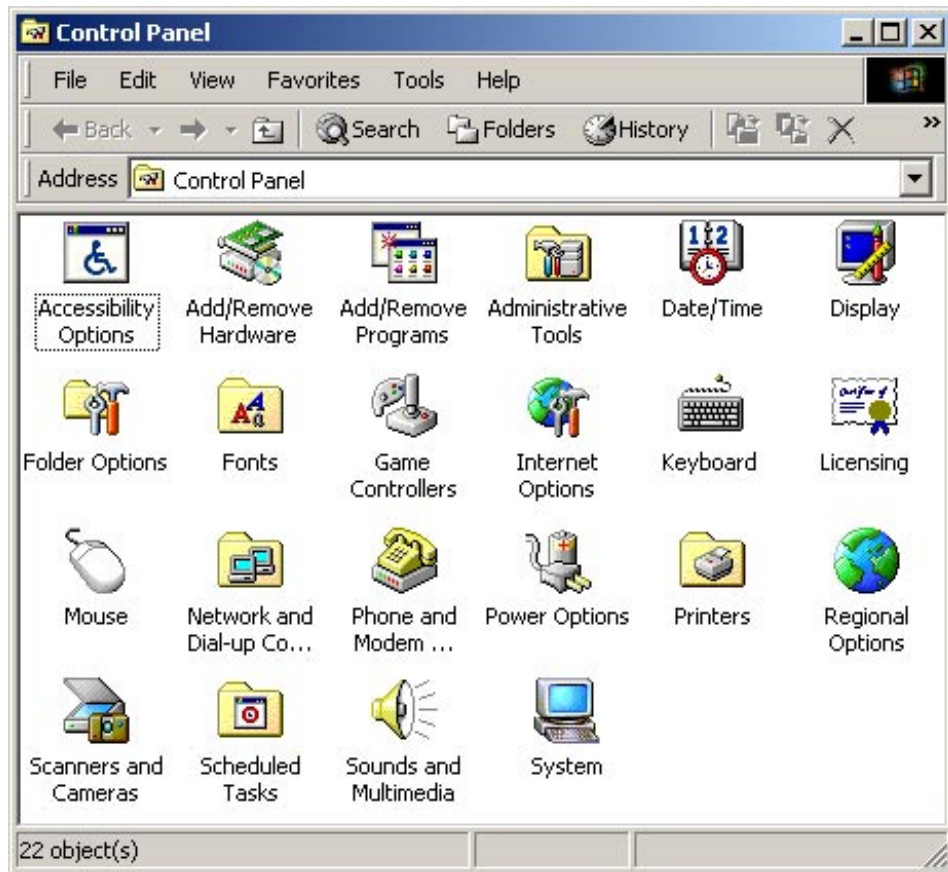 Control Panel
File Edit View Favorites Tools Help
Back Search Folders History »
Address Control Panel
Accessibility Options
Add/Remove Hardware
Add/Remove Programs
Administrative Tools
Date/Time
Display
Folder Options
Fonts
Game Controllers
Internet Options
Keyboard
Licensing
Mouse
Network and Dial-up Co...
Phone and Modem ...
Power Options
Printers
Regional Options
Scanners and Cameras
Scheduled Tasks
Sounds and Multimedia
System
22 object(s)